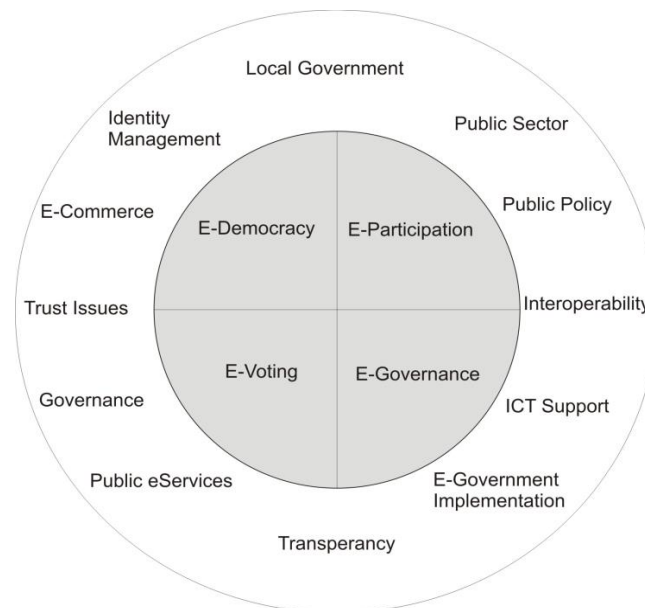 Local Government
Identity
Management
Public Sector
E-Commerce
Public Policy
E-Democracy
E-Participation
Trust Issues
Interoperability
E-Voting
E-Governance
Governance
ICT Support
Public eServices
E-Government
Implementation
Transperancy